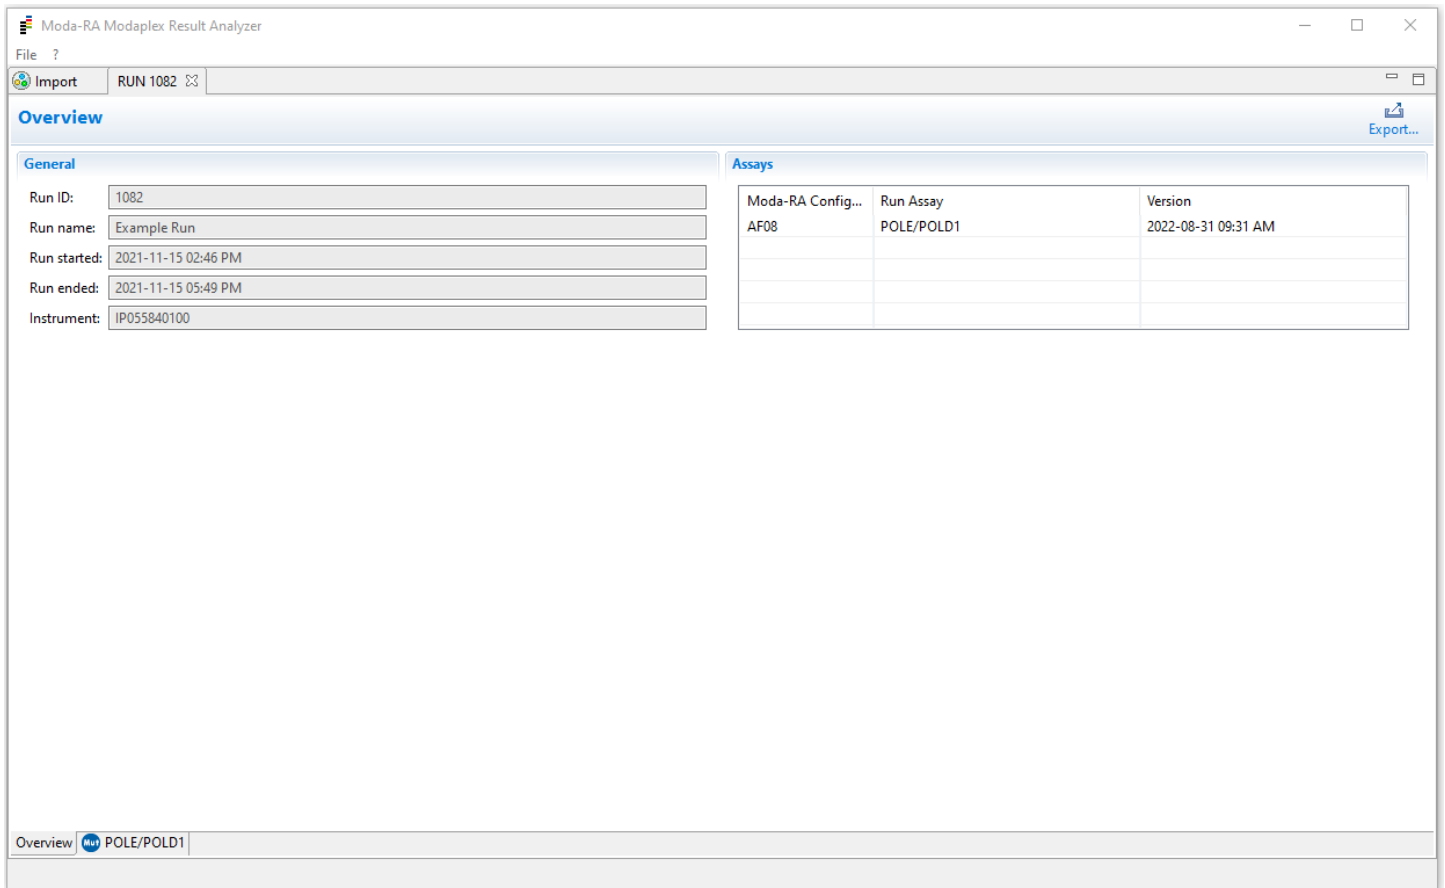 Moda-RA Modaplex Result Analyzer
File ?
Import RUN 1082
Overview
Export...
General
Run ID: 1082
Run name: Example Run
Run started: 2021-11-15 02:46 PM
Run ended: 2021-11-15 05:49 PM
Instrument: IP055840100
Assays
Moda-RA Config... Run Assay Version
AF08 POLE/POLD1 2022-08-31 09:31 AM
Overview Mut POLE/POLD1